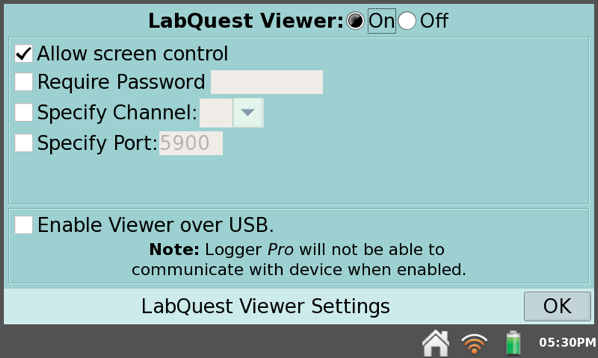 LabQuest Viewer: On Off
Allow screen control
Require Password
Specify Channel:
Specify Port: 5900
Enable Viewer over USB.
Note: Logger Pro will not be able to
communicate with device when enabled.
LabQuest Viewer Settings OK
05:30PM